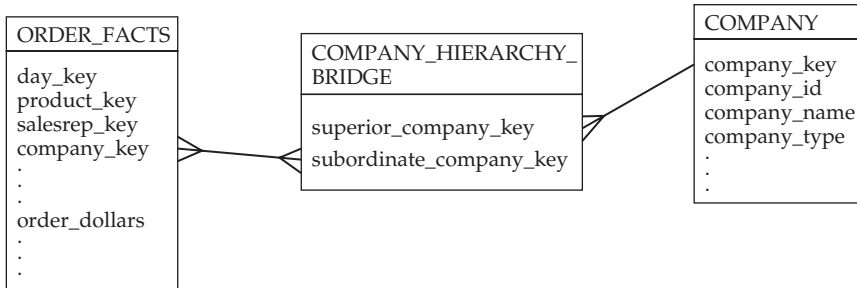 ORDER_FACTS
day_key
product_key
salesrep_key
company_key
.
.
.
order_dollars
.
.
.
COMPANY_HIERARCHY_
BRIDGE
superior_company_key
subordinate_company_key
COMPANY
company_key
company_id
company_name
company_type
.
.
.